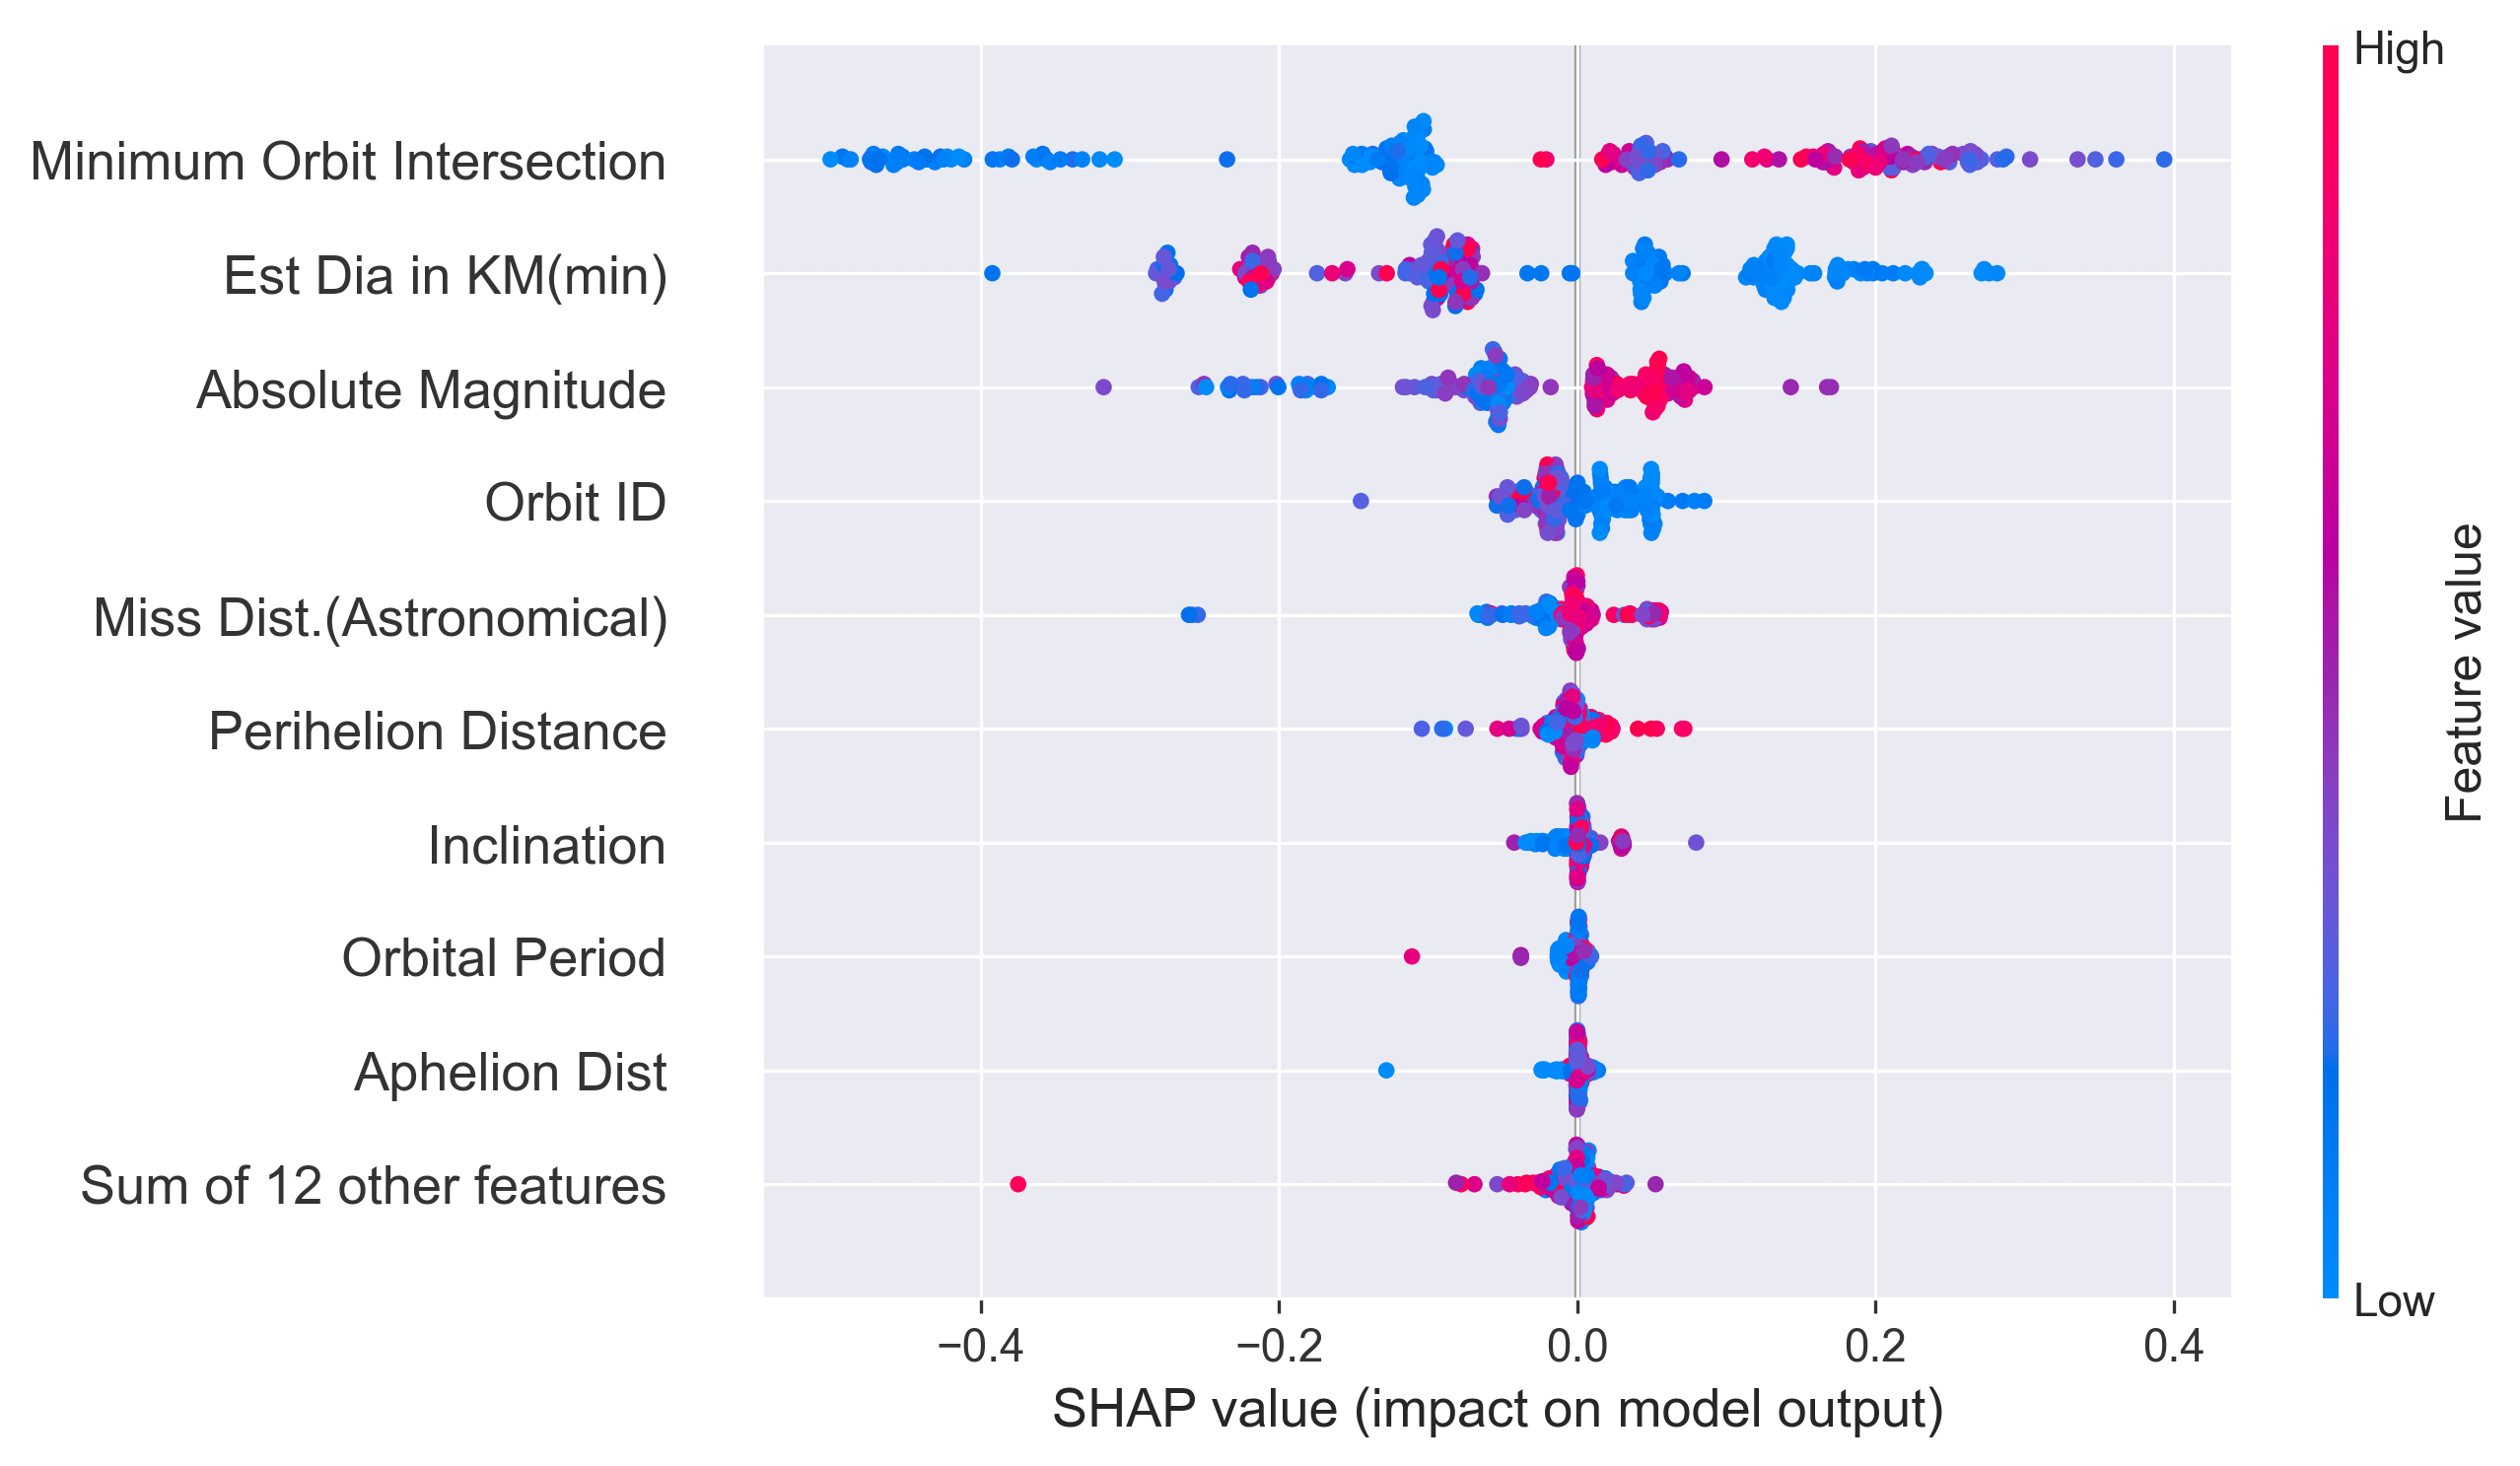 High
Minimum Orbit Intersection
Est Dia in KM(min)
Absolute Magnitude
Orbit ID
Miss Dist.(Astronomical)
Perihelion Distance
Inclination
Orbital Period
Aphelion Dist
Sum of 12 other features
Feature value
Low
−0.4 −0.2 0.0 0.2 0.4
SHAP value (impact on model output)